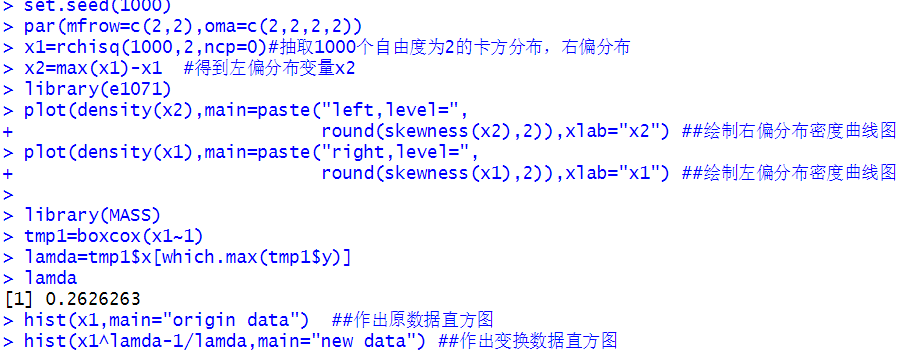 > set.seed(1000)
> par(mfrow=c(2,2),oma=c(2,2,2,2))
> x1=rchisq(1000,2,ncp=0)#抽取1000个自由度为2的卡方分布，右偏分布
> x2=max(x1)-x1  #得到左偏分布变量x2
> library(e1071)
> plot(density(x2),main=paste("left,level=",
+                             round(skewness(x2),2)),xlab="x2") ##绘制右偏分布密度曲线图
> plot(density(x1),main=paste("right,level=",
+                             round(skewness(x1),2)),xlab="x1") ##绘制左偏分布密度曲线图
>
> library(MASS)
> tmp1=boxcox(x1~1)
> lamda=tmp1$x[which.max(tmp1$y)]
> lamda
[1] 0.2626263
> hist(x1,main="origin data")  ##作出原数据直方图
> hist(x1^lamda-1/lamda,main="new data") ##作出变换数据直方图